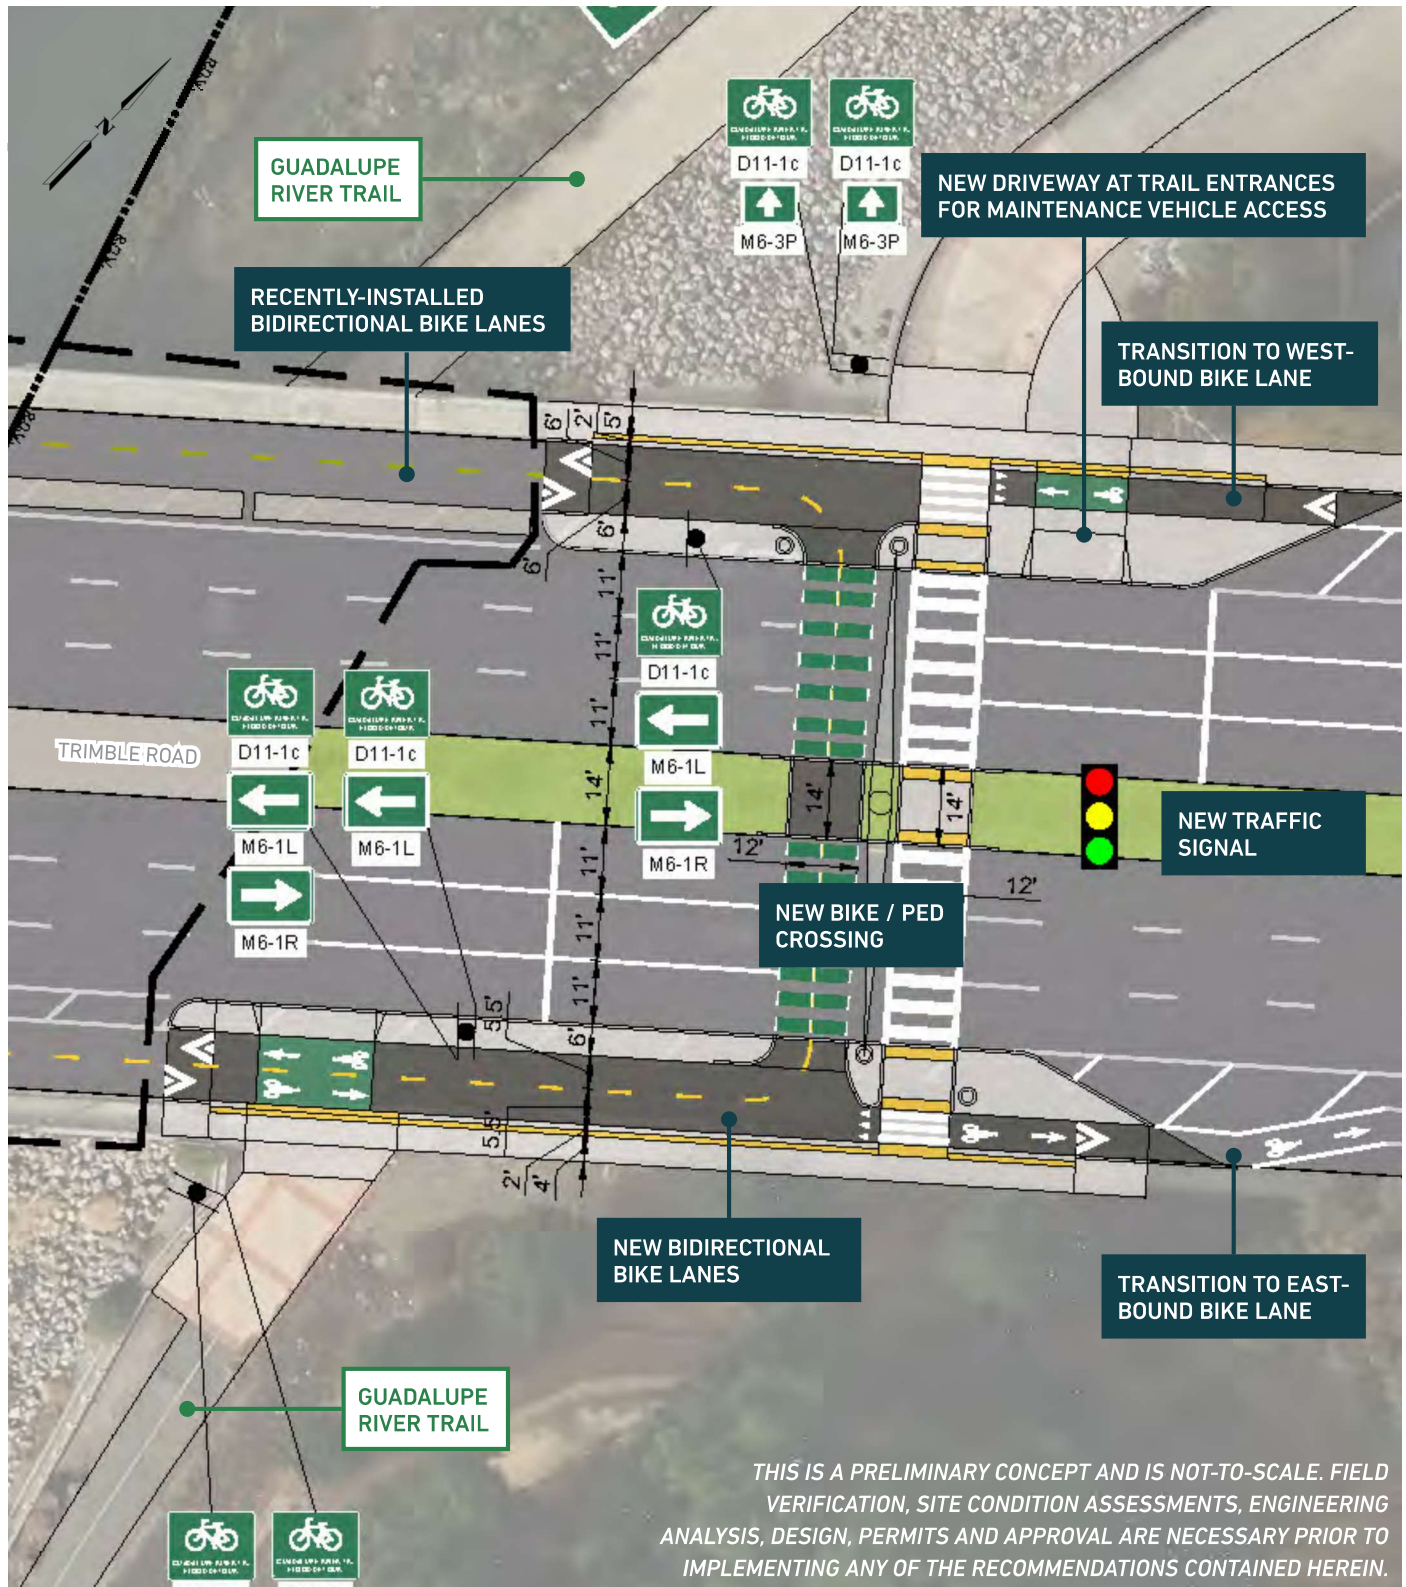 R.O.W.
R.O.W.
R.O.W.
N
GUADALUPE
RIVER TRAIL
D11-1c
D11-1c
M6-3P
M6-3P
NEW DRIVEWAY AT TRAIL ENTRANCES
FOR MAINTENANCE VEHICLE ACCESS
RECENTLY-INSTALLED
BIDIRECTIONAL BIKE LANES
TRANSITION TO WEST-
BOUND BIKE LANE
6'
2'
5'
6'
6'
11'
11'
11'
14'
11'
11'
11'
6'
D11-1c
M6-1L
M6-1R
D11-1c
D11-1c
M6-1L
M6-1L
M6-1R
TRIMBLE ROAD
14'
14'
12'
12'
NEW TRAFFIC
SIGNAL
NEW BIKE / PED
CROSSING
5.5'
5.5'
2'
4'
NEW BIDIRECTIONAL
BIKE LANES
TRANSITION TO EAST-
BOUND BIKE LANE
GUADALUPE
RIVER TRAIL
THIS IS A PRELIMINARY CONCEPT AND IS NOT-TO-SCALE. FIELD
VERIFICATION, SITE CONDITION ASSESSMENTS, ENGINEERING
ANALYSIS, DESIGN, PERMITS AND APPROVAL ARE NECESSARY PRIOR TO
IMPLEMENTING ANY OF THE RECOMMENDATIONS CONTAINED HEREIN.